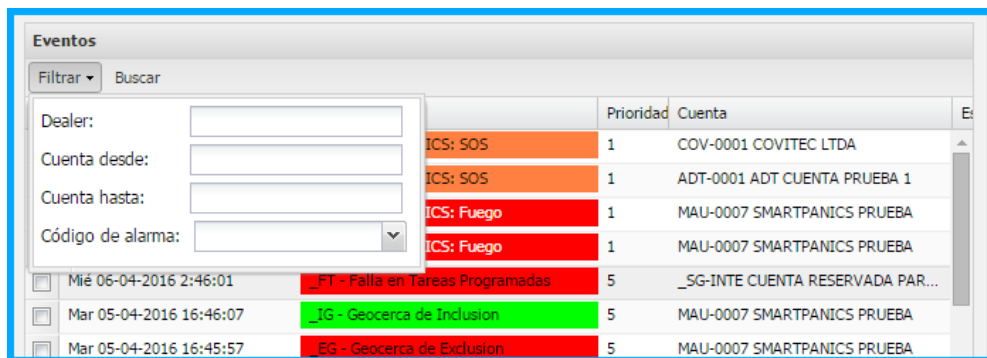 Eventos
Filtrar Buscar
Prioridad Cuenta Es
Dealer:
ICS: SOS 1 COV-0001 COVITEC LTDA
Cuenta desde:
ICS: SOS 1 ADT-0001 ADT CUENTA PRUEBA 1
Cuenta hasta:
ICS: Fuego 1 MAU-0007 SMARTPANICS PRUEBA
Código de alarma:
ICS: Fuego 1 MAU-0007 SMARTPANICS PRUEBA
Mié 06-04-2016 2:46:01 _FT - Falla en Tareas Programadas 5 _SG-INTE CUENTA RESERVADA PAR...
Mar 05-04-2016 16:46:07 _IG - Geocerca de Inclusion 5 MAU-0007 SMARTPANICS PRUEBA
Mar 05-04-2016 16:45:57 _EG - Geocerca de Exclusion 5 MAU-0007 SMARTPANICS PRUEBA